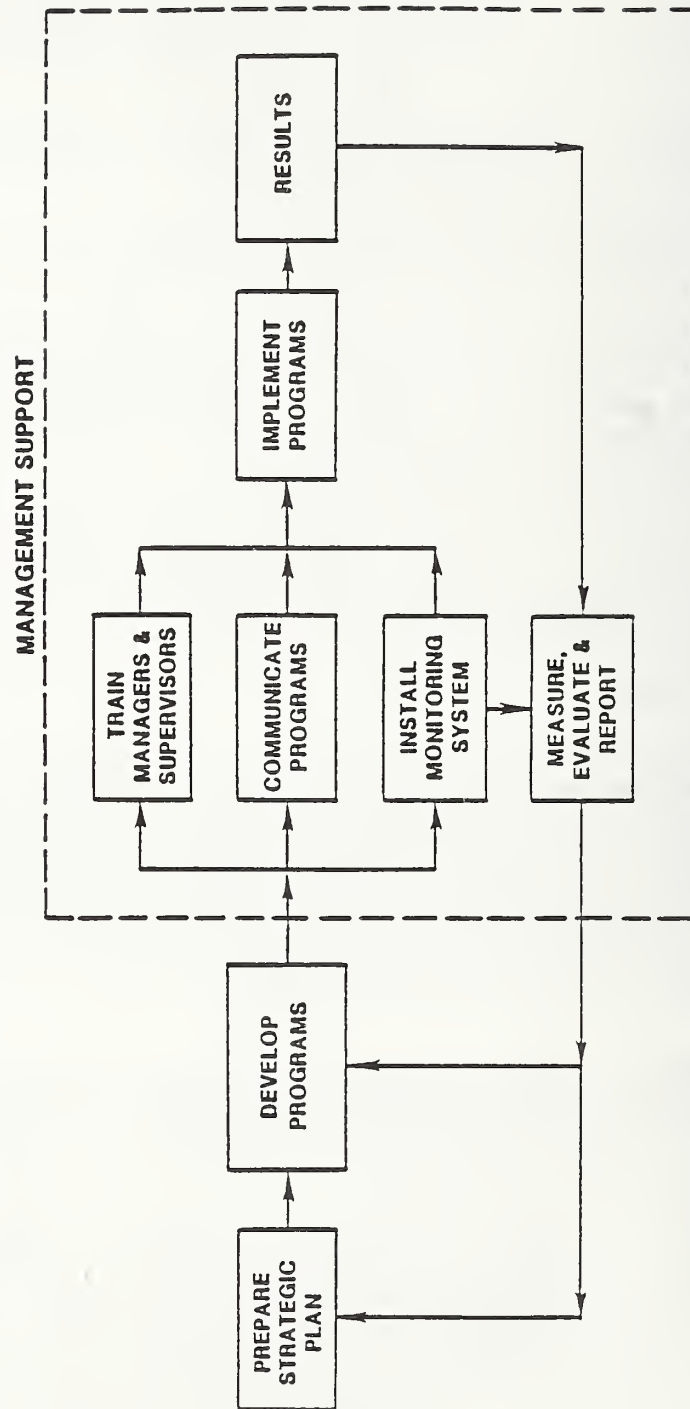 MANAGEMENT SUPPORT
PREPARE
STRATEGIC
PLAN
DEVELOP
PROGRAMS
TRAIN
MANAGERS &
SUPERVISORS
COMMUNICATE
PROGRAMS
INSTALL
MONITORING
SYSTEM
MEASURE,
EVALUATE &
REPORT
IMPLEMENT
PROGRAMS
RESULTS